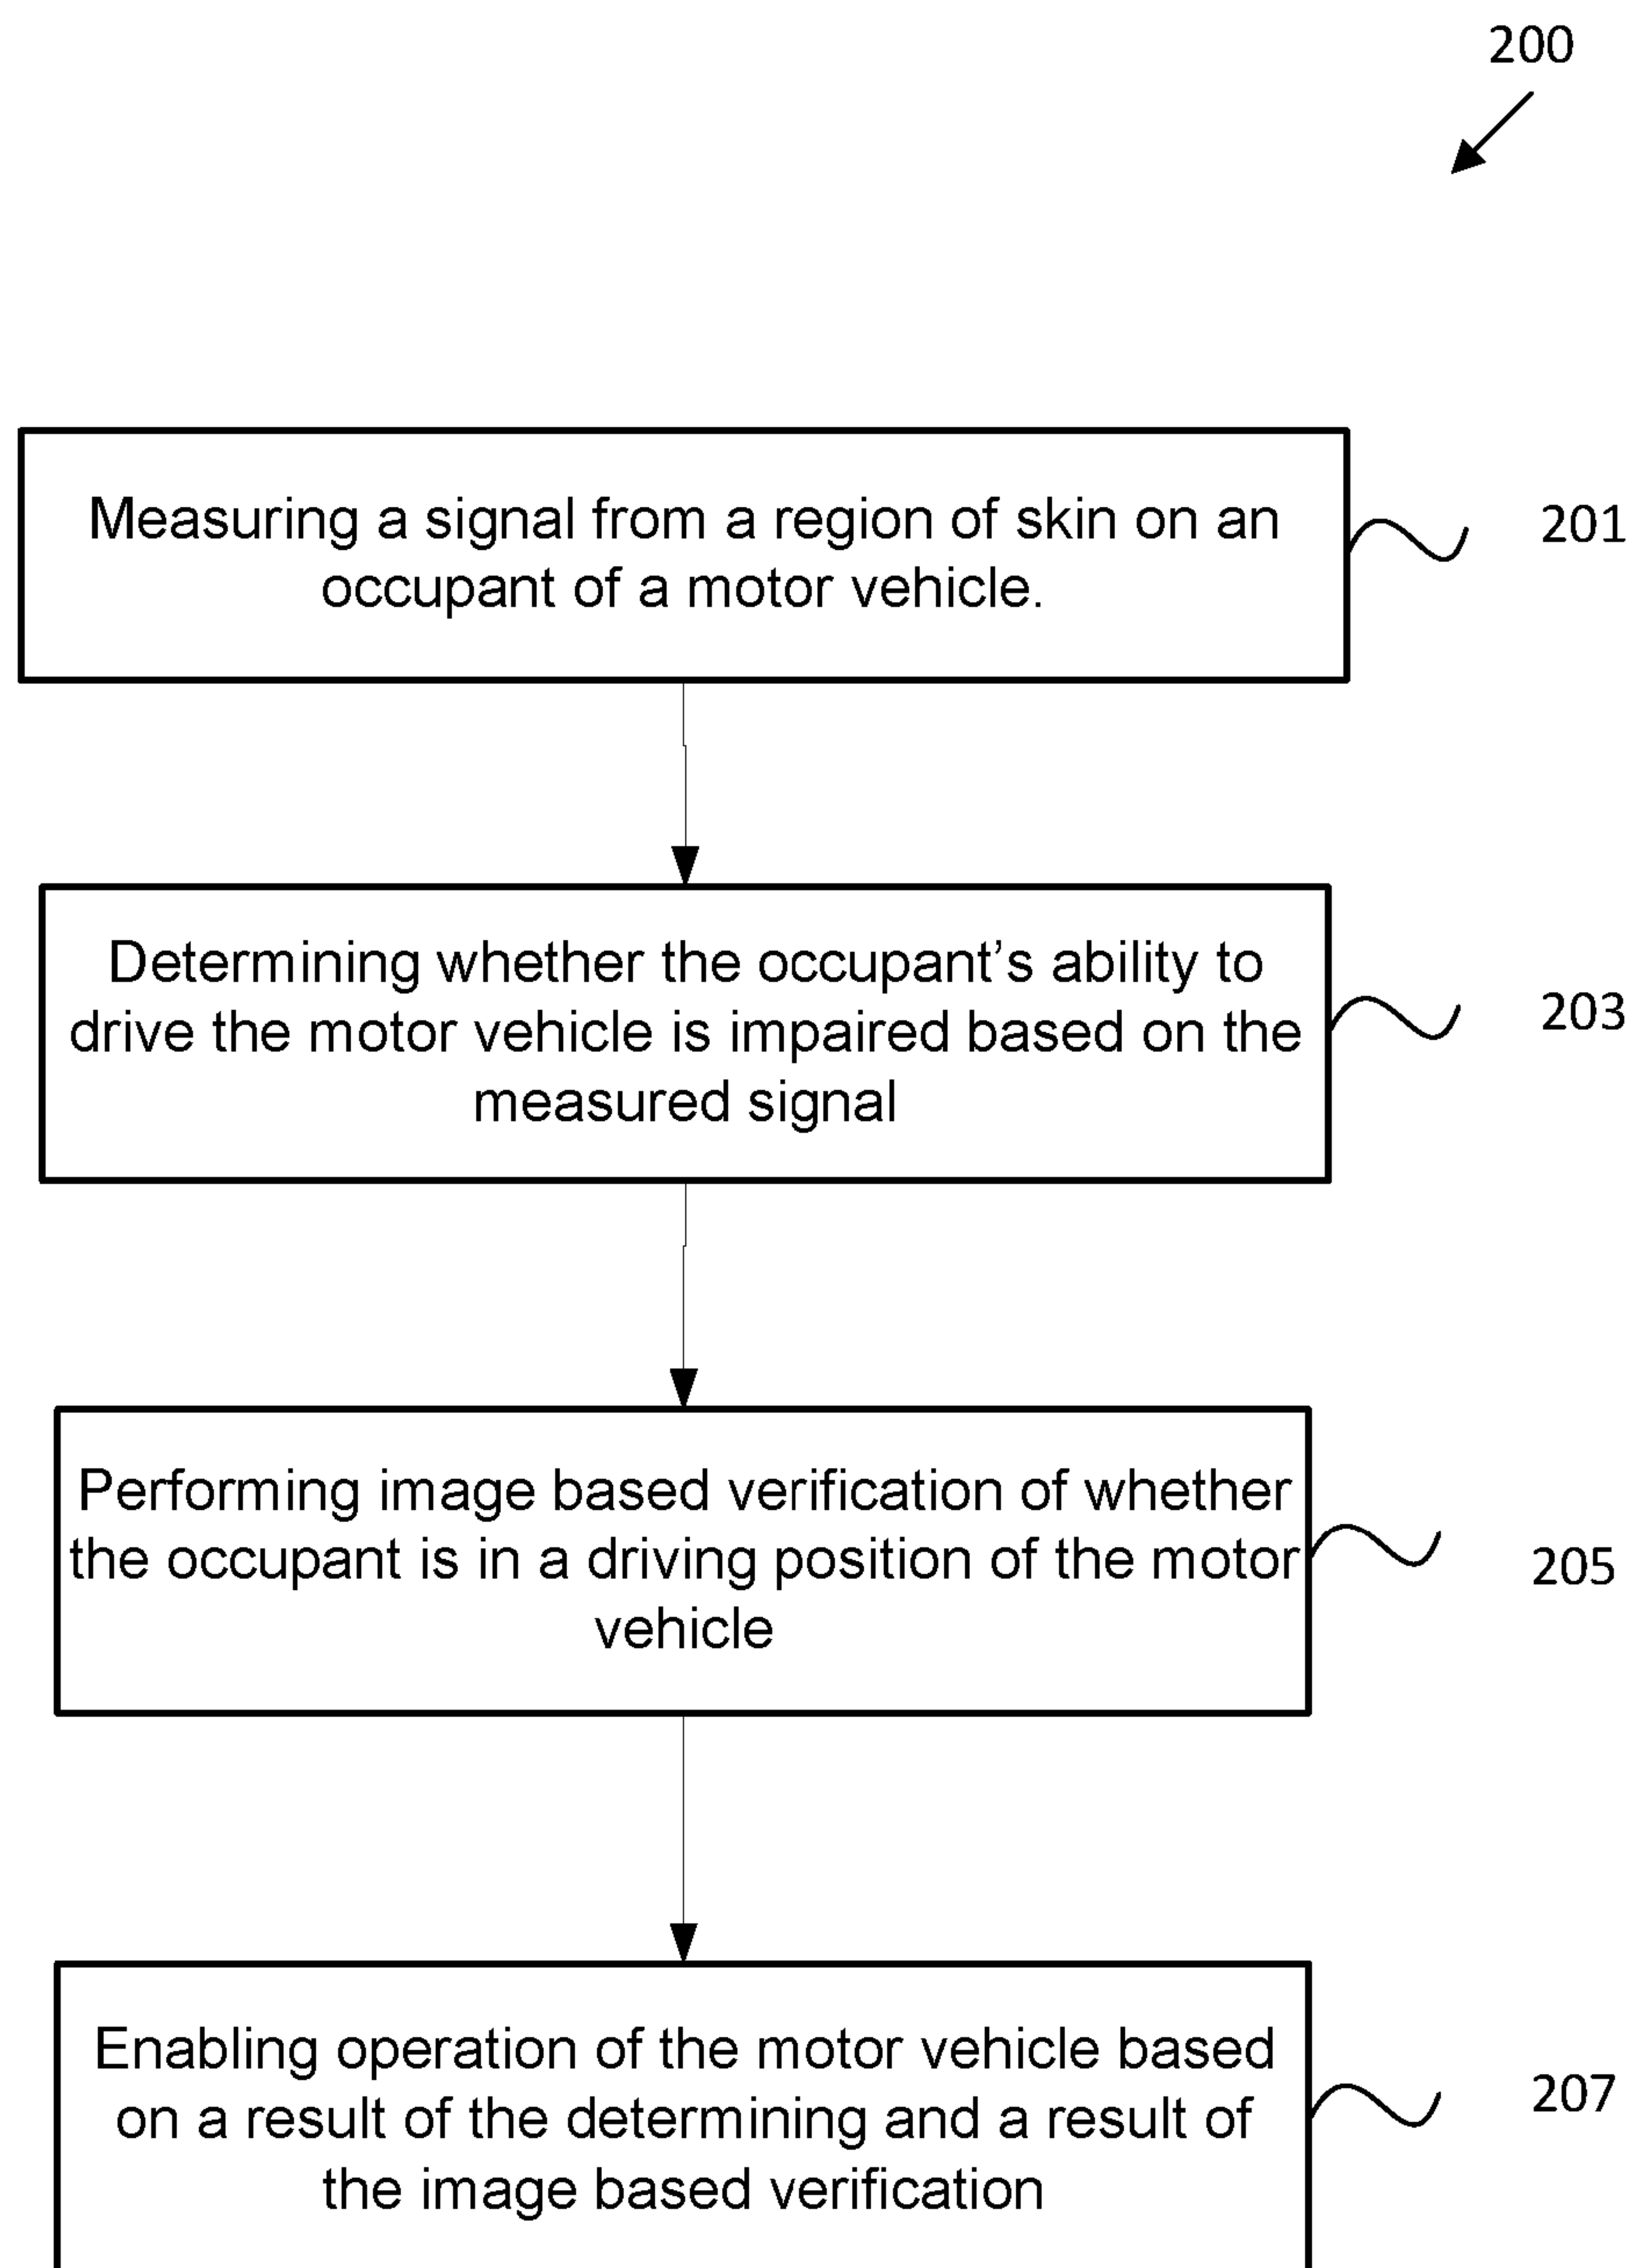 200
Measuring a signal from a region of skin on an
occupant of a motor vehicle.
201
Determining whether the occupant’s ability to
drive the motor vehicle is impaired based on the
measured signal
203
Performing image based verification of whether
the occupant is in a driving position of the motor
vehicle
205
Enabling operation of the motor vehicle based
on a result of the determining and a result of
the image based verification
207